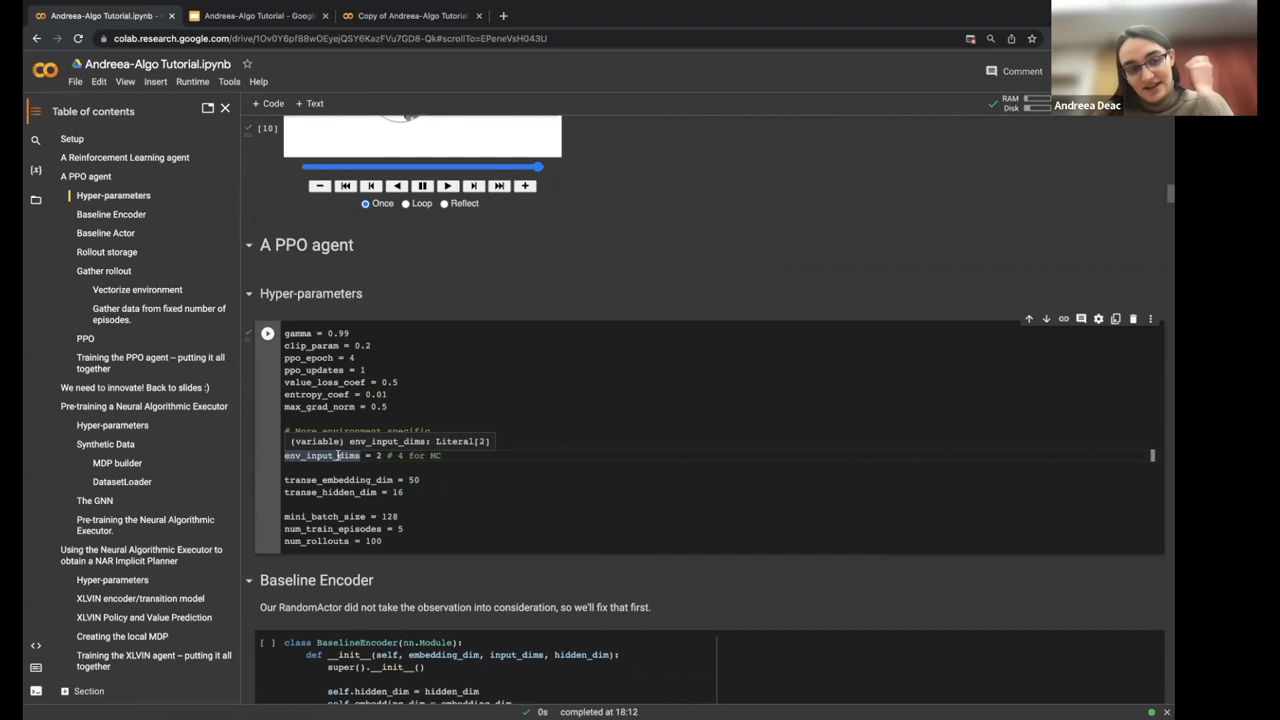 Andreea-Algo Tutorial.ipynb -
Andreea-Algo Tutorial - Googl
Copy of Andreea-Algo Tutorial
colab.research.google.com/drive/1Ov0Y6pf88wOEyejQSY6KazFVu7GD8-Qk#scrollTo=EPeneVsH043U
Andreea-Algo Tutorial.ipynb
File Edit View Insert Runtime Tools Help
Comment
Andreea Deac
RAM
Disk
+ Code + Text
Table of contents
Setup
A Reinforcement Learning agent
A PPO agent
Hyper-parameters
Baseline Encoder
Baseline Actor
Rollout storage
Gather rollout
Vectorize environment
Gather data from fixed number of
episodes.
PPO
Training the PPO agent – putting it all
together
We need to innovate! Back to slides :)
Pre-training a Neural Algorithmic Executor
Hyper-parameters
Synthetic Data
MDP builder
DatasetLoader
The GNN
Pre-training the Neural Algorithmic
Executor.
Using the Neural Algorithmic Executor to
obtain a NAR Implicit Planner
Hyper-parameters
XLVIN encoder/transition model
XLVIN Policy and Value Prediction
Creating the local MDP
Training the XLVIN agent – putting it all
together
Section
[10]
Once Loop Reflect
A PPO agent
Hyper-parameters
gamma = 0.99
clip_param = 0.2
ppo_epoch = 4
ppo_updates = 1
value_loss_coef = 0.5
entropy_coef = 0.01
max_grad_norm = 0.5
# More environment specific
(variable) env_input_dims: Literal[2]
env_input_dims = 2 # 4 for MC
transe_embedding_dim = 50
transe_hidden_dim = 16
mini_batch_size = 128
num_train_episodes = 5
num_rollouts = 100
Baseline Encoder
Our RandomActor did not take the observation into consideration, so we'll fix that first.
[ ] class BaselineEncoder(nn.Module):
def __init__(self, embedding_dim, input_dims, hidden_dim):
super().__init__()
self.hidden_dim = hidden_dim
self.embedding_dim = embedding_dim
0s completed at 18:12